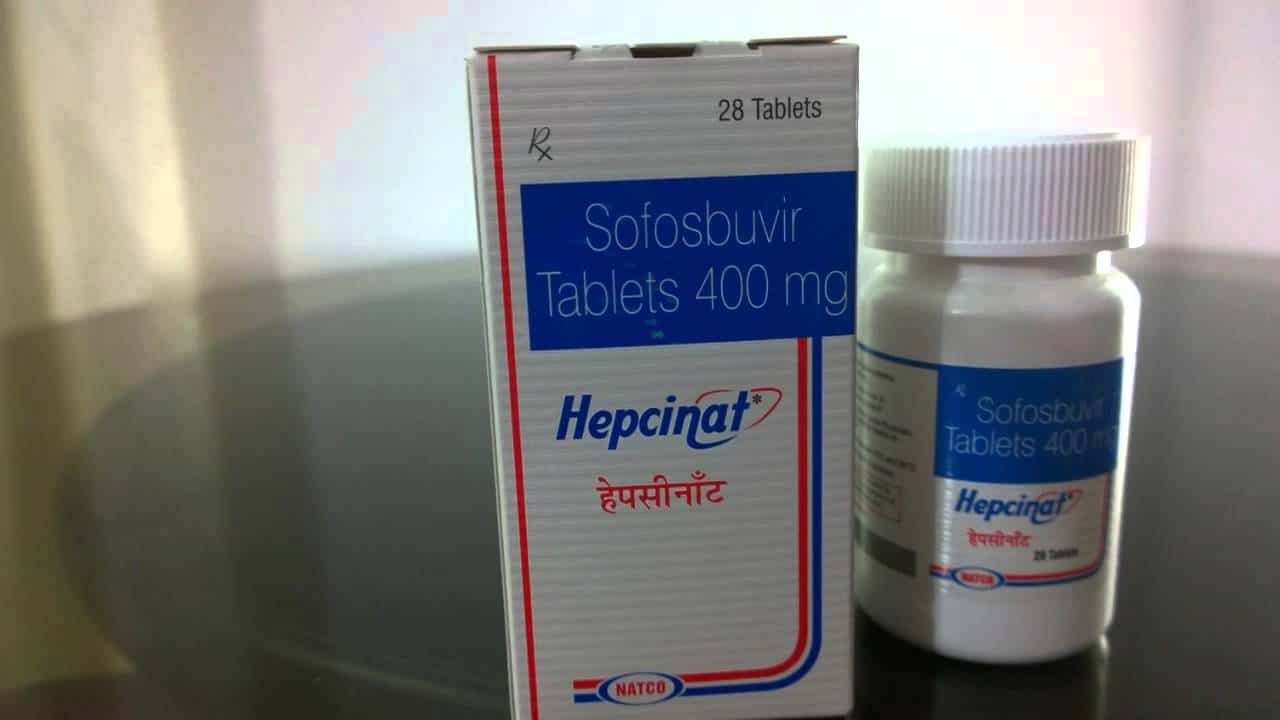 28 Tablets
Rx
Sofosbuvir
Tablets 400 mg
Hepcinat*
हेपसीनाँट
NATCO
Rx
Sofosbuvir
Tablets 400 mg
Hepcinat*
हेपसीनाँट
28 Tablets
NATCO